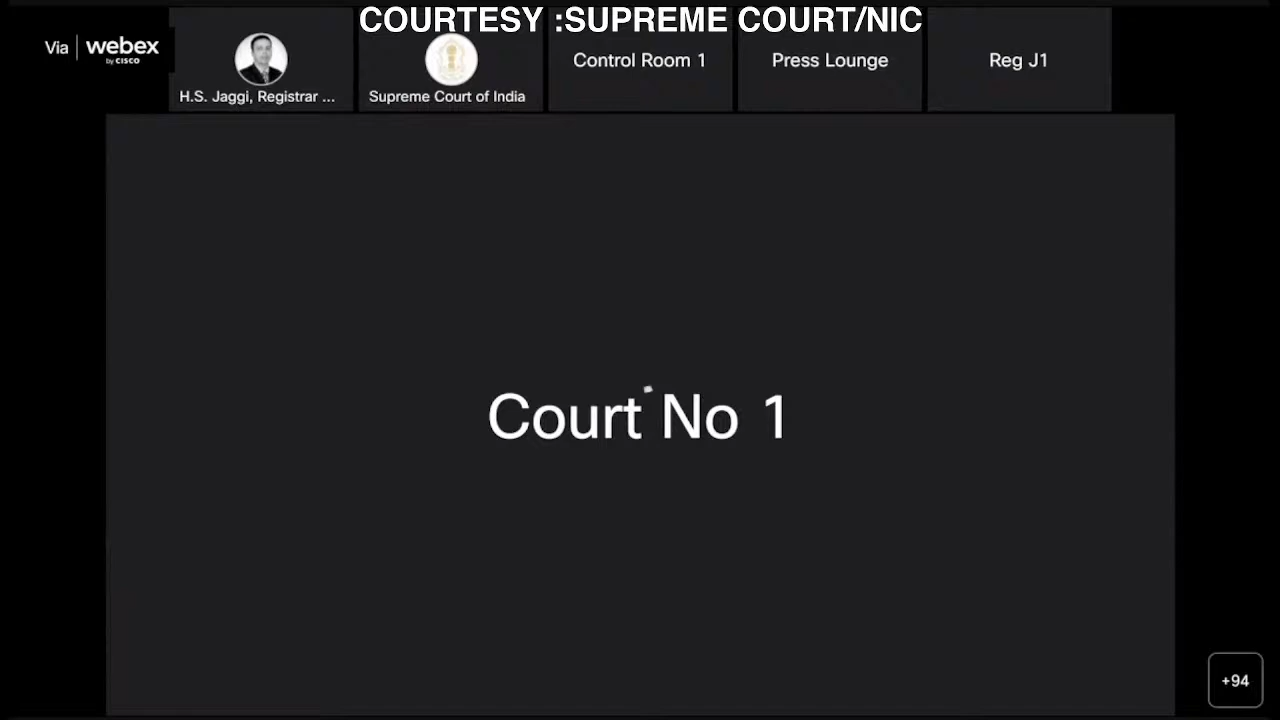 COURTESY :SUPREME COURT/NIC
Via webex
by CISCO
H.S. Jaggi, Registrar ...
Supreme Court of India
Control Room 1
Press Lounge
Reg J1
Court No 1
+94